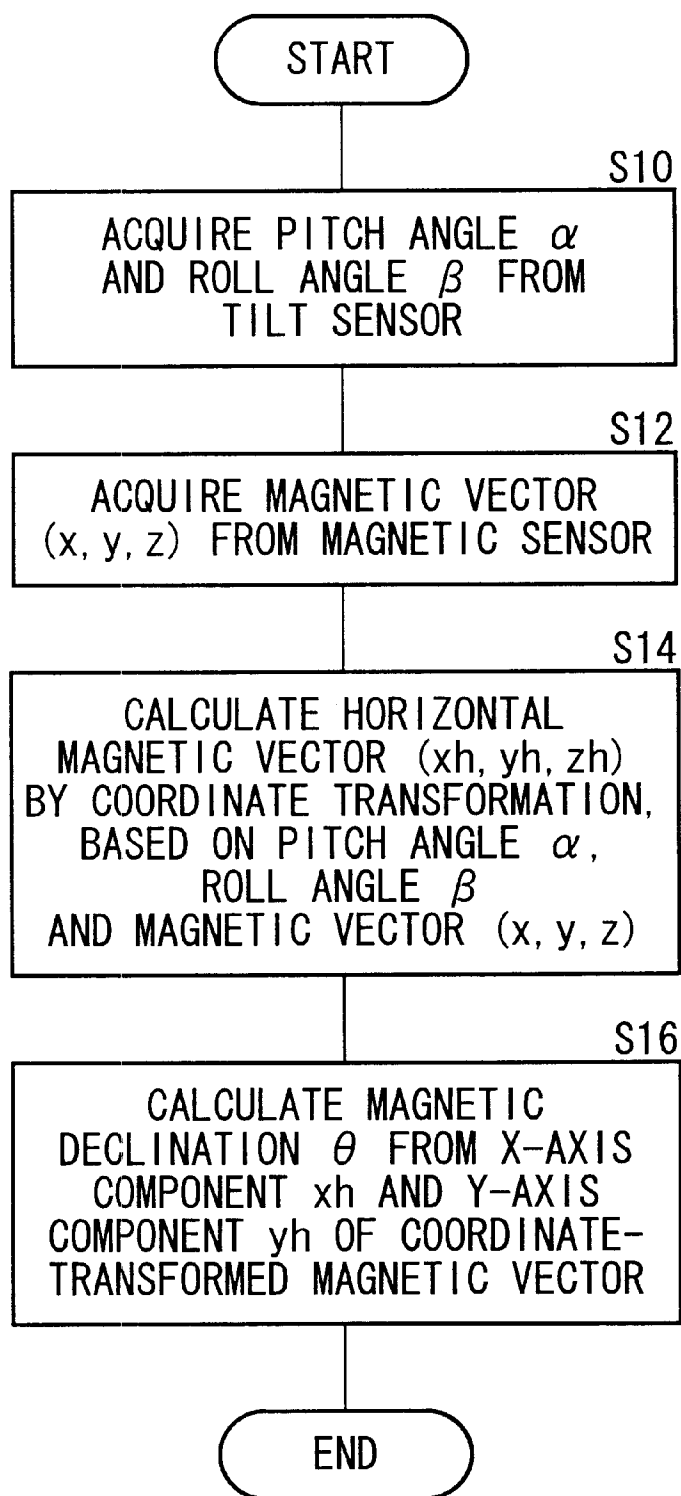 START
S10
ACQUIRE PITCH ANGLE α
AND ROLL ANGLE β FROM
TILT SENSOR
S12
ACQUIRE MAGNETIC VECTOR
(x, y, z) FROM MAGNETIC SENSOR
S14
CALCULATE HORIZONTAL
MAGNETIC VECTOR (xh, yh, zh)
BY COORDINATE TRANSFORMATION,
BASED ON PITCH ANGLE α,
ROLL ANGLE β
AND MAGNETIC VECTOR (x, y, z)
S16
CALCULATE MAGNETIC
DECLINATION θ FROM X-AXIS
COMPONENT xh AND Y-AXIS
COMPONENT yh OF COORDINATE-
TRANSFORMED MAGNETIC VECTOR
END